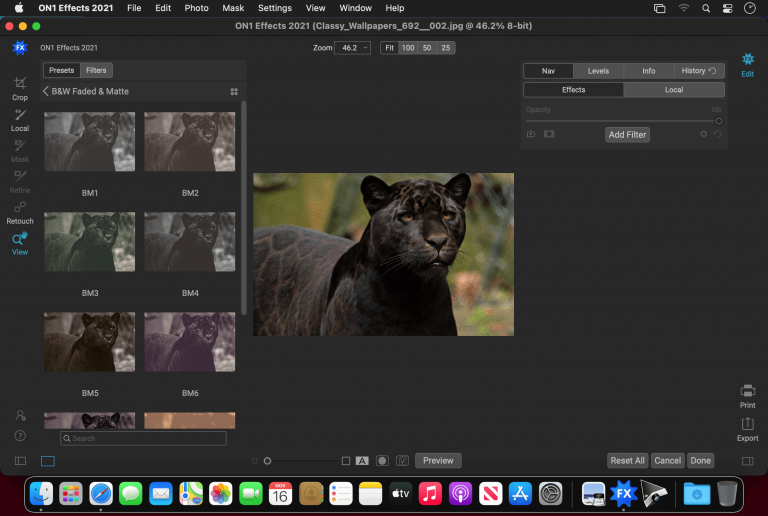 ON1 Effects 2021 File Edit Photo Mask Settings View Window Help
ON1 Effects 2021 (Classy_Wallpapers_692__002.jpg @ 46.2% 8-bit)
FX ON1 Effects 2021
Zoom 46.2 Fit 100 50 25
Edit
Presets Filters
B&W Faded & Matte
Nav Levels Info History
Effects Local
Opacity 100
Add Filter
Crop
Local
Mask
Refine
Retouch
View
BM1 BM2
BM3 BM4
BM5 BM6
Search
A
Preview
Reset All Cancel Done
Print
Export
NOV
16
tv
FX